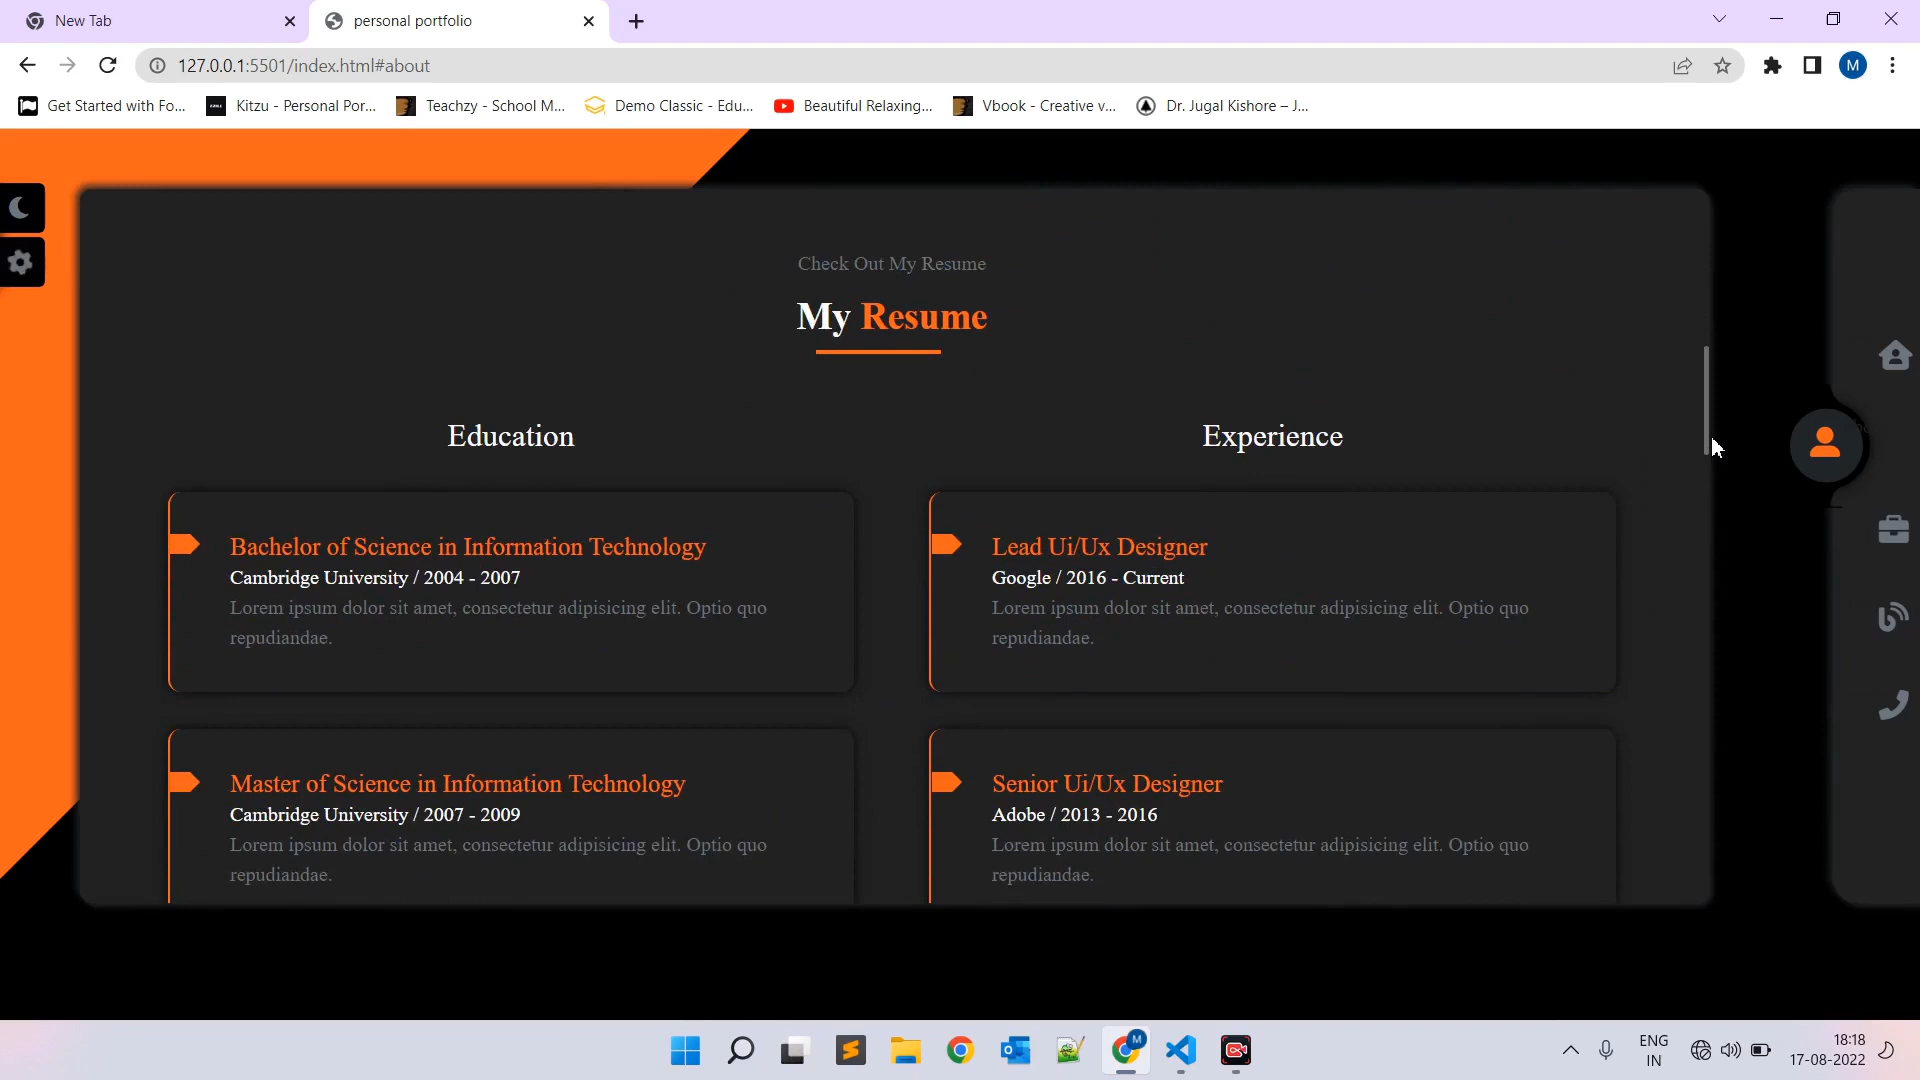 New Tab
personal portfolio
127.0.0.1:5501/index.html#about
M
Get Started with Fo...
Kitzu - Personal Por...
Teachzy - School M...
Demo Classic - Edu...
Beautiful Relaxing...
Vbook - Creative v...
Dr. Jugal Kishore – J...
Check Out My Resume
My Resume
Education
Experience
Bachelor of Science in Information Technology
Cambridge University / 2004 - 2007
Lorem ipsum dolor sit amet, consectetur adipisicing elit. Optio quo
repudiandae.
Lead Ui/Ux Designer
Google / 2016 - Current
Lorem ipsum dolor sit amet, consectetur adipisicing elit. Optio quo
repudiandae.
Master of Science in Information Technology
Cambridge University / 2007 - 2009
Lorem ipsum dolor sit amet, consectetur adipisicing elit. Optio quo
repudiandae.
Senior Ui/Ux Designer
Adobe / 2013 - 2016
Lorem ipsum dolor sit amet, consectetur adipisicing elit. Optio quo
repudiandae.
M
ENG
IN
18:18
17-08-2022